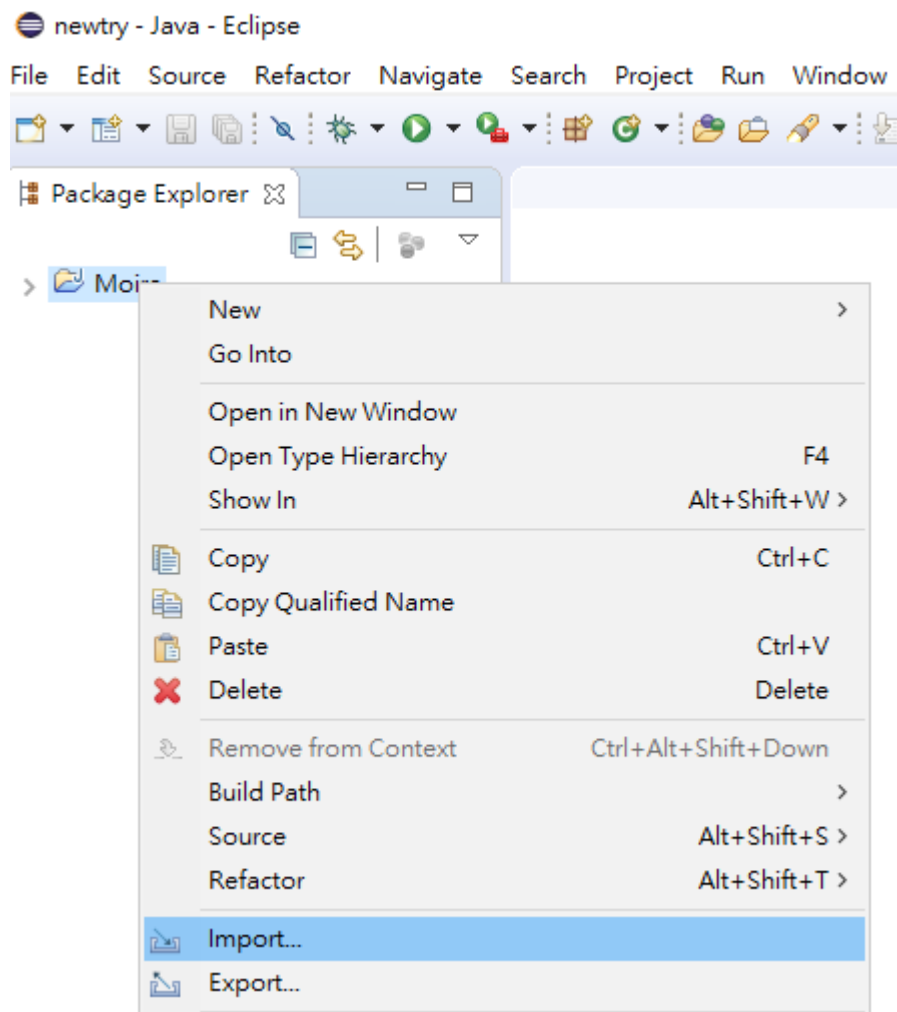 newtry - Java - Eclipse
File Edit Source Refactor Navigate Search Project Run Window
Package Explorer
New
Go Into
Open in New Window
Open Type Hierarchy F4
Show In Alt+Shift+W >
Copy Ctrl+C
Copy Qualified Name
Paste Ctrl+V
Delete Delete
Remove from Context Ctrl+Alt+Shift+Down
Build Path >
Source Alt+Shift+S >
Refactor Alt+Shift+T >
Import...
Export...